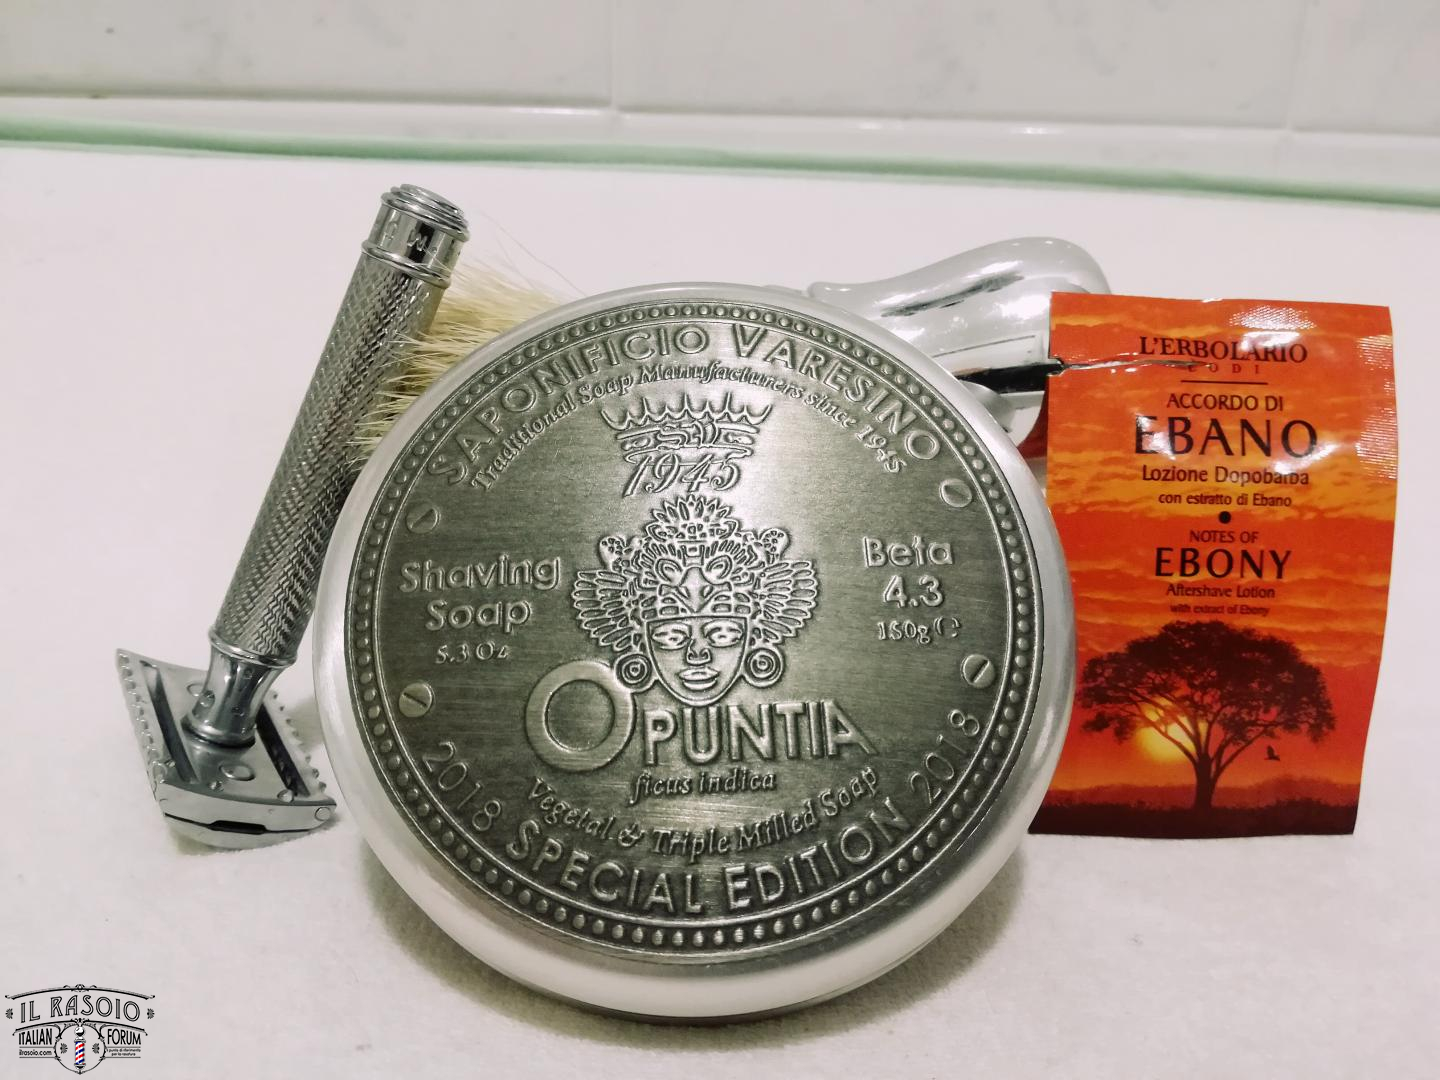 SAPONIFICIO VARESINO
Traditional Soap Manufacturers since 1945
SV
1945
Shaving
Soap
5.3 Oz
Beta
4.3
150g ℮
OPUNTIA
ficus indica
Vegetal & Triple Milled Soap
2018 SPECIAL EDITION 2018
L'ERBOLARIO
LODI
ACCORDO DI
EBANO
Lozione Dopobarba
con estratto di Ebano
NOTES OF
EBONY
Aftershave Lotion
with extract of Ebony
IL RASOIO
ITALIAN FORUM
ilrasoio.com